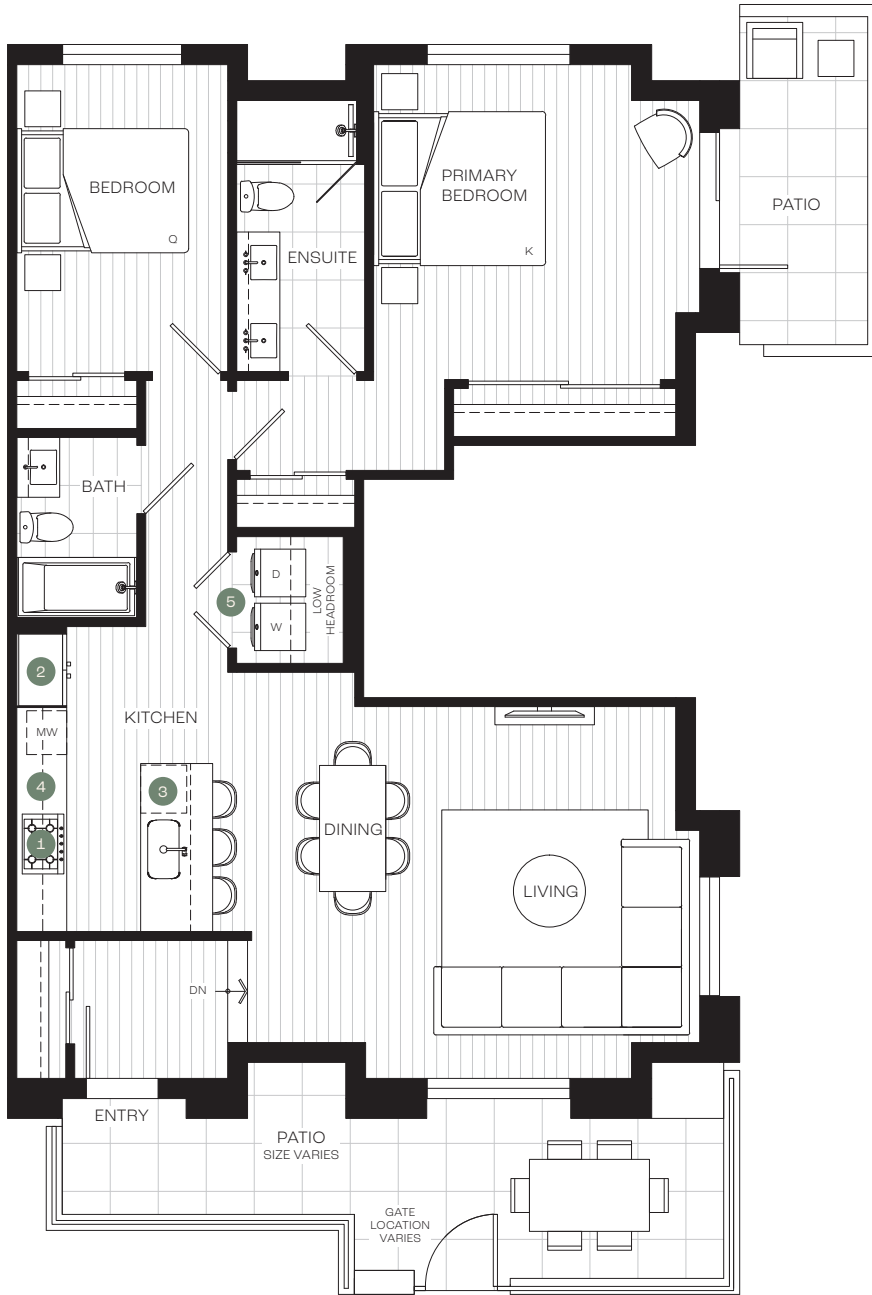 BEDROOM
Q
PRIMARY
BEDROOM
K
PATIO
ENSUITE
BATH
5
D
W
LOW
HEADROOM
2
KITCHEN
MW
4
3
1
DINING
LIVING
DN
ENTRY
PATIO
SIZE VARIES
GATE
LOCATION
VARIES